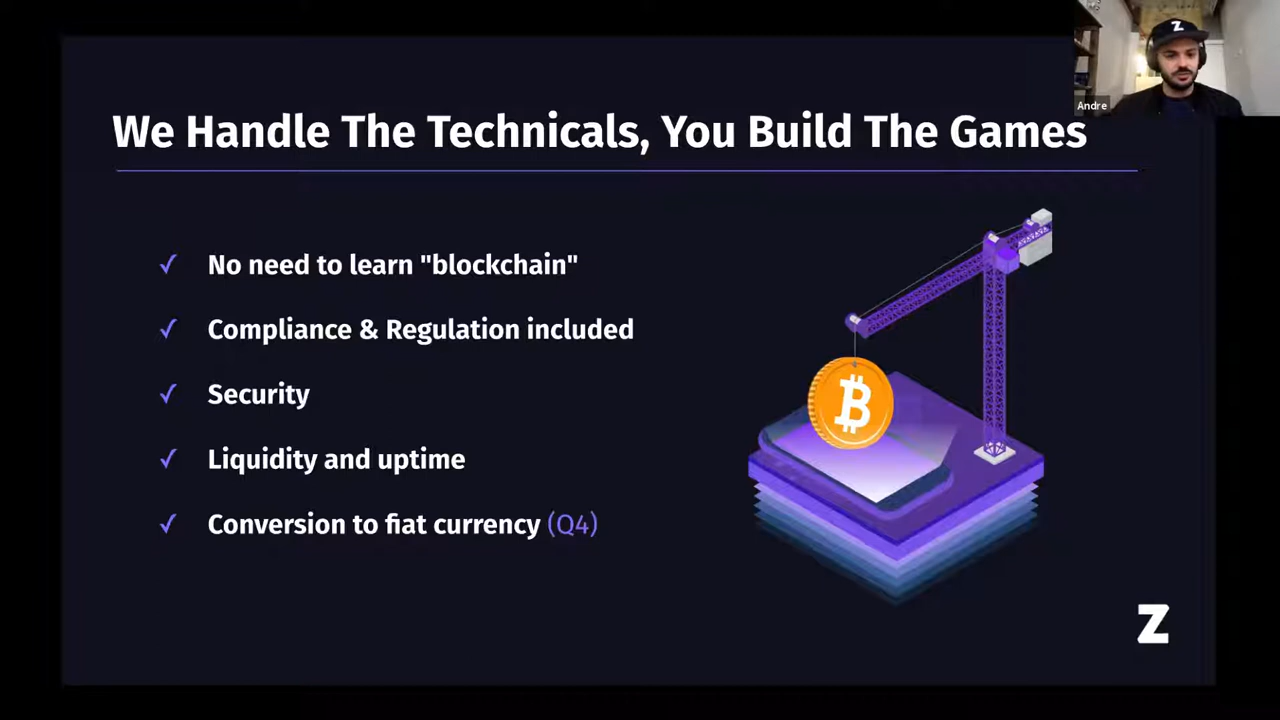 We Handle The Technicals, You Build The Games
Andre
✓ No need to learn "blockchain"
✓ Compliance & Regulation included
✓ Security
✓ Liquidity and uptime
✓ Conversion to fiat currency (Q4)
Z
Z